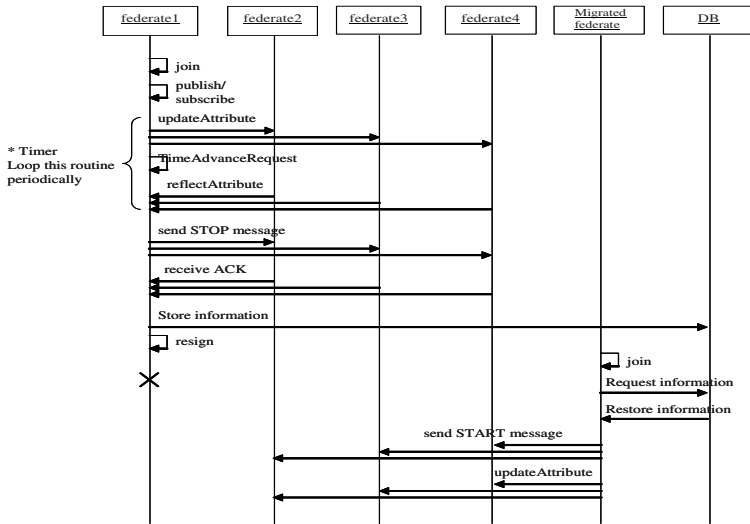 federate1
federate2
federate3
federate4
Migrated
federate
DB
join
publish/
subscribe
updateAttribute
* Timer
Loop this routine
periodically
TimeAdvanceRequest
reflectAttribute
send STOP message
receive ACK
Store information
resign
join
Request information
Restore information
send START message
updateAttribute